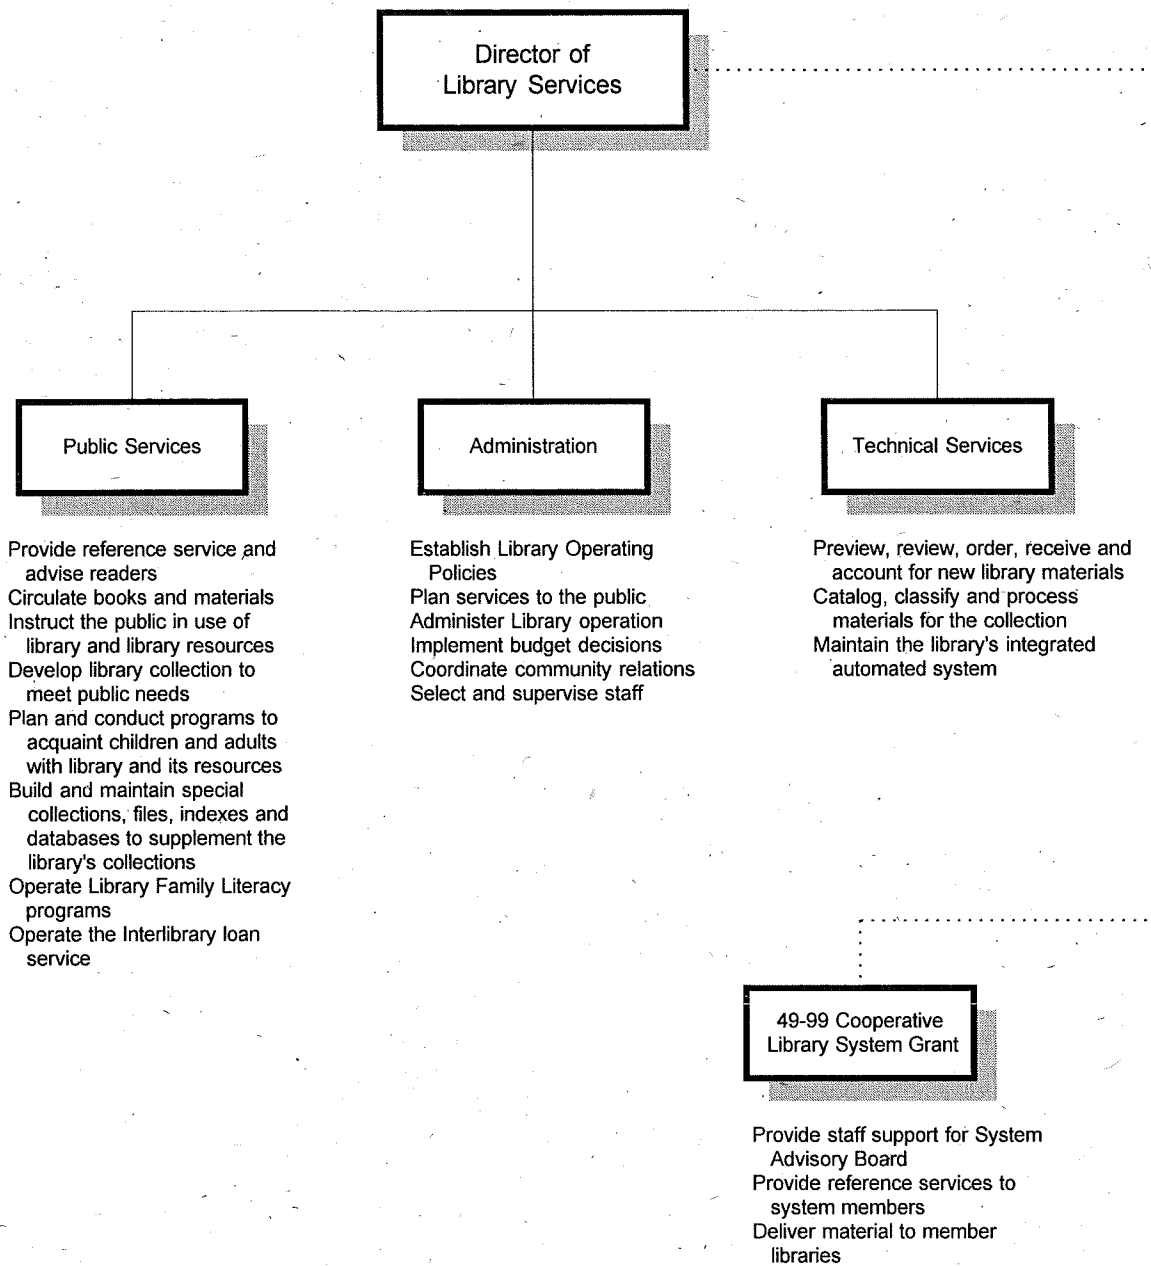 Director of
Library Services
Public Services
Provide reference service and
advise readers
Circulate books and materials
Instruct the public in use of
library and library resources
Develop library collection to
meet public needs
Plan and conduct programs to
acquaint children and adults
with library and its resources
Build and maintain special
collections, files, indexes and
databases to supplement the
library's collections
Operate Library Family Literacy
programs
Operate the Interlibrary loan
service
Administration
Establish Library Operating
Policies
Plan services to the public
Administer Library operation
Implement budget decisions
Coordinate community relations
Select and supervise staff
Technical Services
Preview, review, order, receive and
account for new library materials
Catalog, classify and process
materials for the collection
Maintain the library's integrated
automated system
49-99 Cooperative
Library System Grant
Provide staff support for System
Advisory Board
Provide reference services to
system members
Deliver material to member
libraries